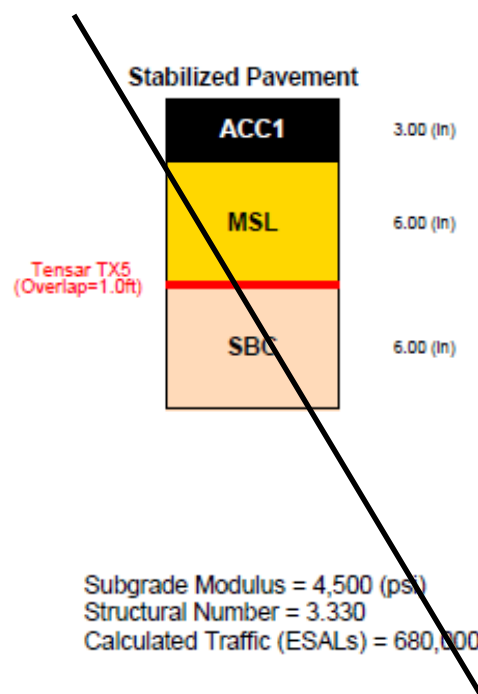 Stabilized Pavement
ACC1
3.00 (in)
MSL
6.00 (in)
Tensar TX5
(Overlap=1.0ft)
SBC
6.00 (in)
Subgrade Modulus = 4,500 (psi)
Structural Number = 3.330
Calculated Traffic (ESALs) = 680,000